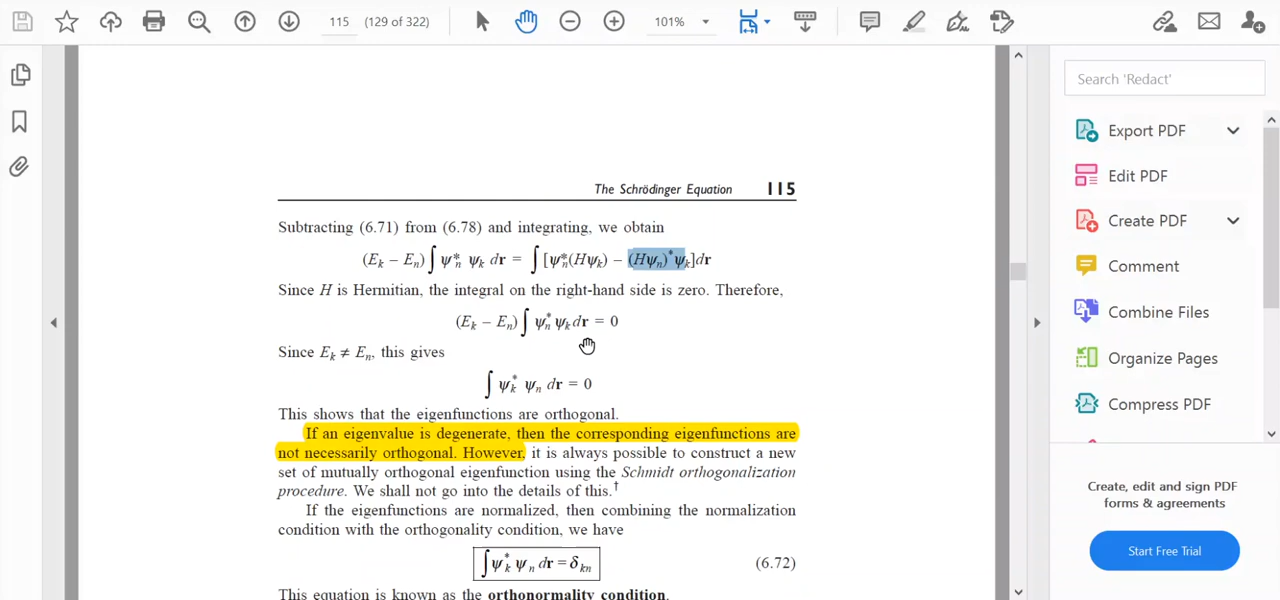 115 (129 of 322) 101%
Search 'Redact'
Export PDF
Edit PDF
Create PDF
Comment
Combine Files
Organize Pages
Compress PDF
Create, edit and sign PDF
forms & agreements
Start Free Trial
The Schrödinger Equation 115
Subtracting (6.71) from (6.78) and integrating, we obtain
(E_k – E_n) ∫ ψ_n^* ψ_k dr = ∫ [ψ_n^*(Hψ_k) – (Hψ_n)^* ψ_k]dr
Since H is Hermitian, the integral on the right-hand side is zero. Therefore,
(E_k – E_n) ∫ ψ_n^* ψ_k dr = 0
Since E_k ≠ E_n, this gives
∫ ψ_k^* ψ_n dr = 0
This shows that the eigenfunctions are orthogonal.
If an eigenvalue is degenerate, then the corresponding eigenfunctions are
not necessarily orthogonal. However, it is always possible to construct a new
set of mutually orthogonal eigenfunction using the Schmidt orthogonalization
procedure. We shall not go into the details of this.†
If the eigenfunctions are normalized, then combining the normalization
condition with the orthogonality condition, we have
∫ ψ_k^* ψ_n dr = δ_kn (6.72)
This equation is known as the orthonormality condition.